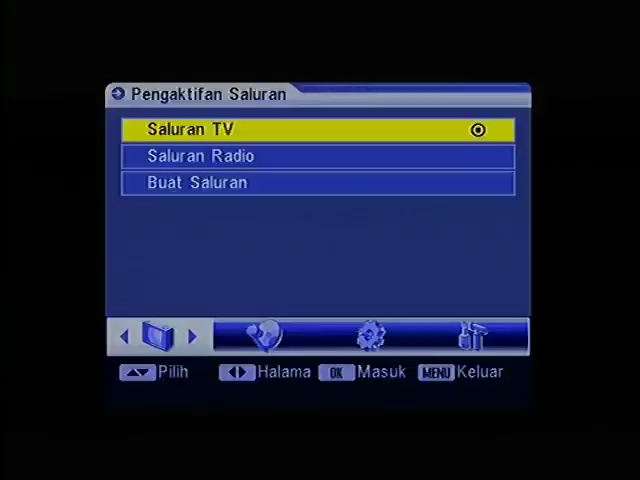 Pengaktifan Saluran
Saluran TV
Saluran Radio
Buat Saluran
Pilih Halama OK Masuk MENU Keluar